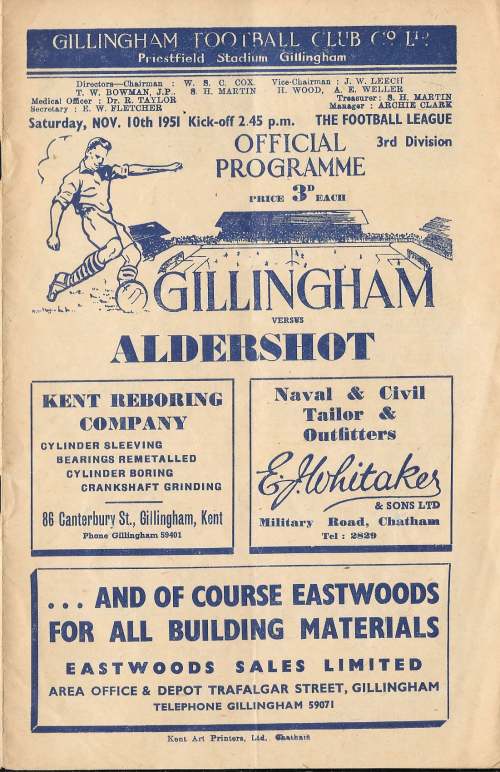 GILLINGHAM FOOTBALL CLUB Co. LTD.
Priestfield Stadium Gillingham
Directors—Chairman : W. S. C. COX. Vice-Chairman : J. W. LEECH
T. W. BOWMAN, J.P.. S. H. MARTIN H. WOOD, A. E. WELLER
Medical Officer : Dr. R. TAYLOR Treasurer : S. H. MARTIN
Secretary : E. W. FLETCHER Manager : ARCHIE CLARK
Saturday, NOV. 10th 1951 Kick-off 2.45 p.m. THE FOOTBALL LEAGUE
3rd Division
OFFICIAL
PROGRAMME
PRICE 3D EACH
GILLINGHAM
VERSUS
ALDERSHOT
KENT REBORING
COMPANY
CYLINDER SLEEVING
BEARINGS REMETALLED
CYLINDER BORING
CRANKSHAFT GRINDING
86 Canterbury St., Gillingham, Kent
Phone Gillingham 59401
Naval & Civil
Tailor &
Outfitters
E.J. Whitaker
& SONS LTD
Military Road, Chatham
Tel : 2829
... AND OF COURSE EASTWOODS
FOR ALL BUILDING MATERIALS
EASTWOODS SALES LIMITED
AREA OFFICE & DEPOT TRAFALGAR STREET, GILLINGHAM
TELEPHONE GILLINGHAM 59071
Kent Art Printers, Ltd. Chatham